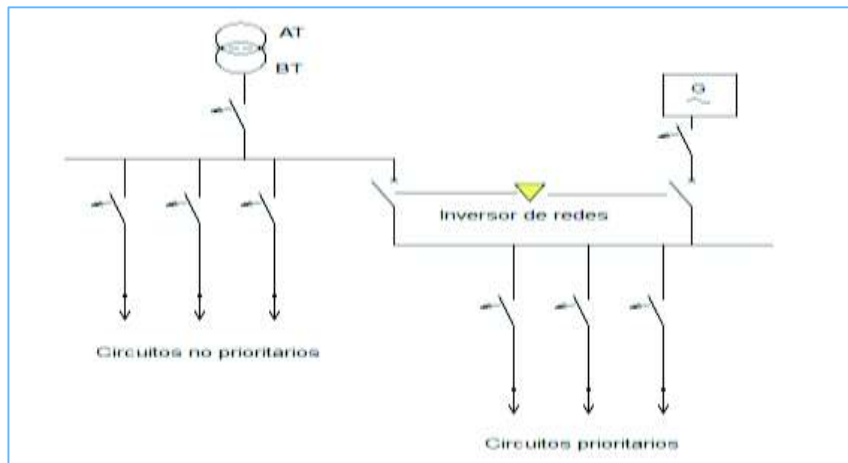 AT
BT
G
Inversor de redes
Circuitos no prioritarios
Circuitos prioritarios